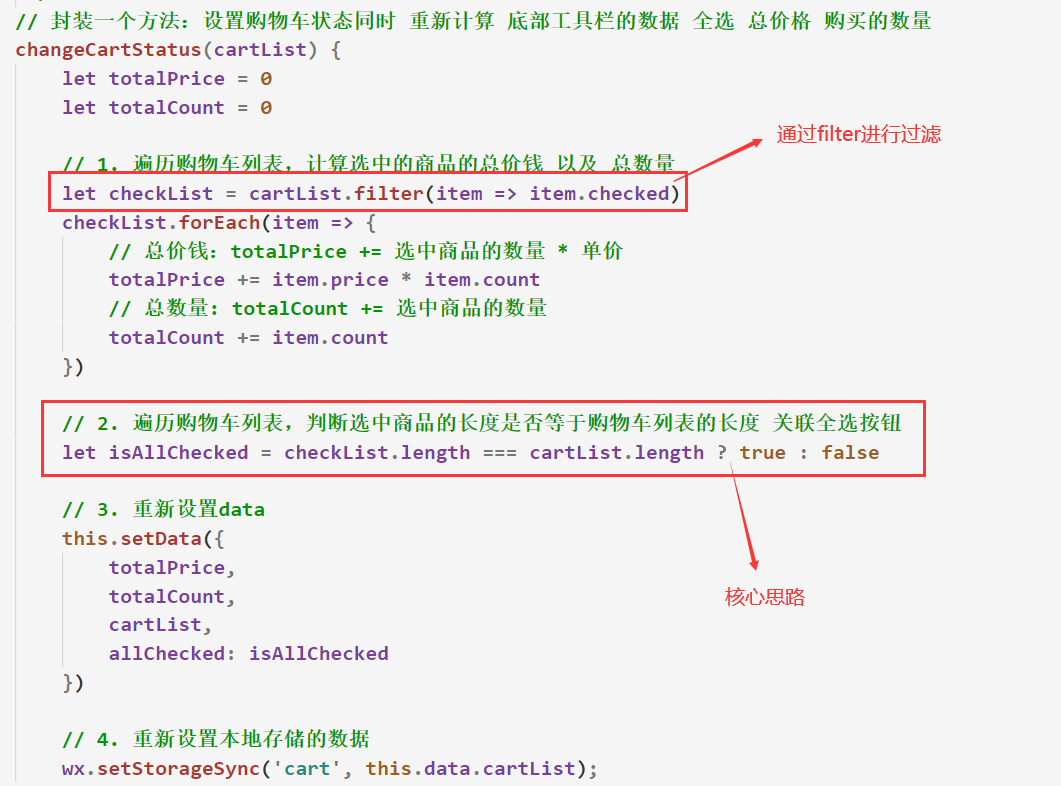 // 封装一个方法：设置购物车状态同时 重新计算 底部工具栏的数据 全选 总价格 购买的数量
changeCartStatus(cartList) {
let totalPrice = 0
let totalCount = 0
通过filter进行过滤
// 1. 遍历购物车列表，计算选中的商品的总价钱 以及 总数量
let checkList = cartList.filter(item => item.checked)
checkList.forEach(item => {
// 总价钱：totalPrice += 选中商品的数量 * 单价
totalPrice += item.price * item.count
// 总数量：totalCount += 选中商品的数量
totalCount += item.count
})
// 2. 遍历购物车列表，判断选中商品的长度是否等于购物车列表的长度 关联全选按钮
let isAllChecked = checkList.length === cartList.length ? true : false
// 3. 重新设置data
this.setData({
totalPrice,
totalCount,
核心思路
cartList,
allChecked: isAllChecked
})
// 4. 重新设置本地存储的数据
wx.setStorageSync('cart', this.data.cartList);